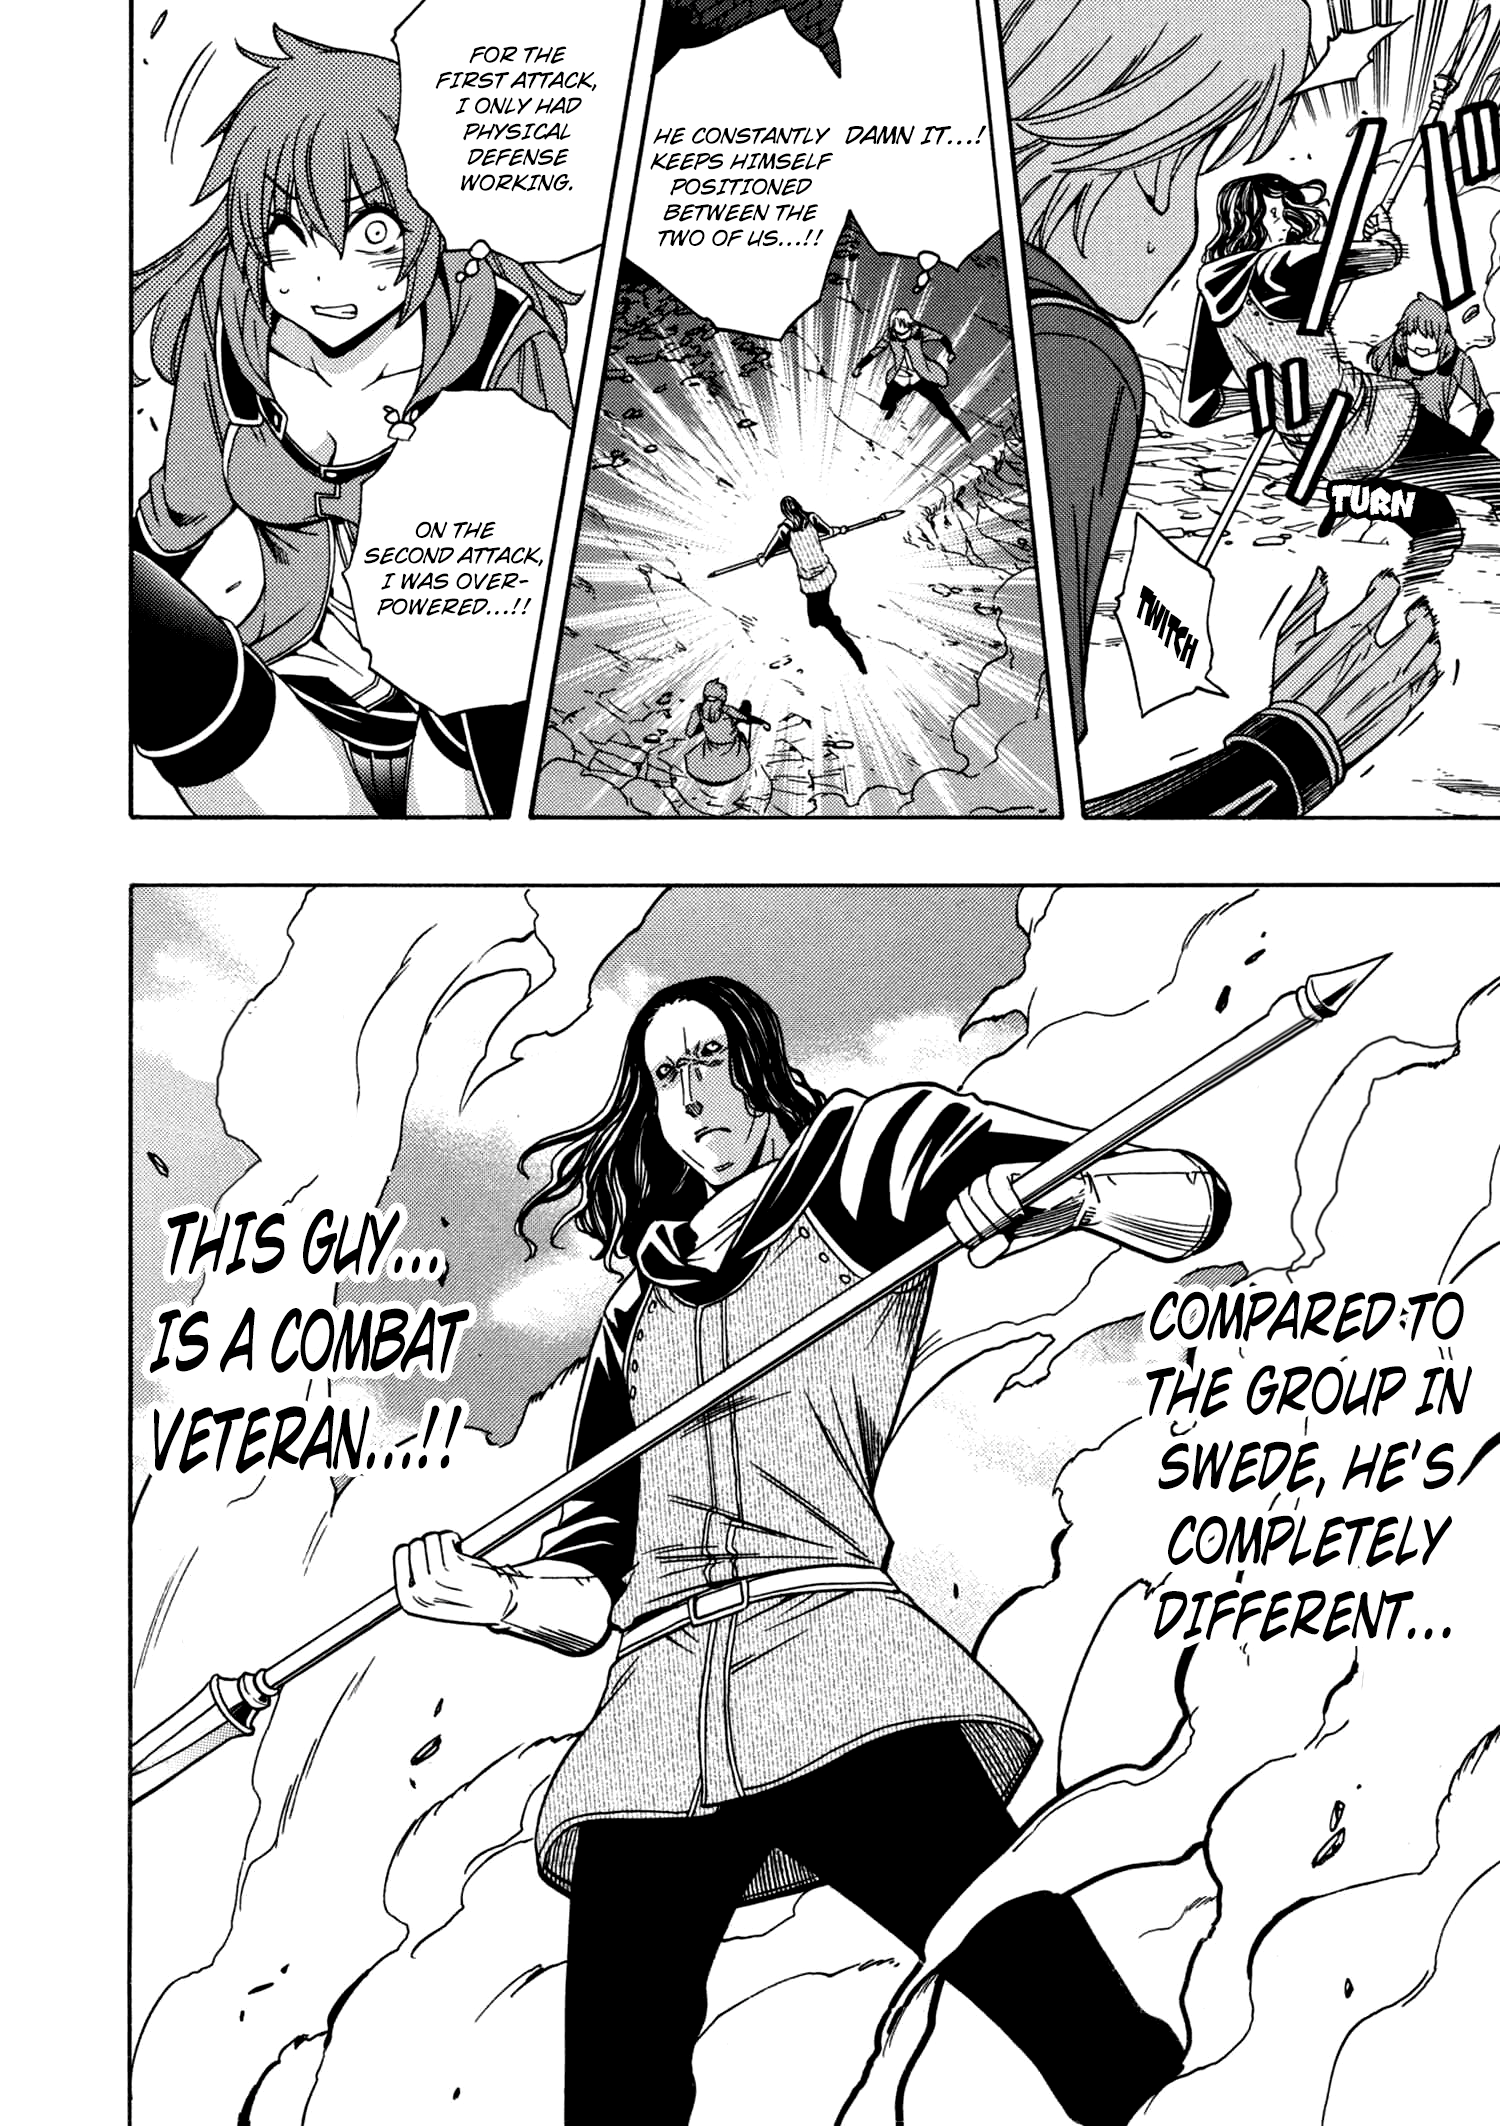 TURN
TWITCH
DAMN IT...!
HE CONSTANTLY
KEEPS HIMSELF
POSITIONED
BETWEEN THE
TWO OF US...!!
FOR THE
FIRST ATTACK,
I ONLY HAD
PHYSICAL
DEFENSE
WORKING.
ON THE
SECOND ATTACK,
I WAS OVER-
POWERED...!!
COMPARED TO
THE GROUP IN
SWEDE, HE'S
COMPLETELY
DIFFERENT...
THIS GUY...
IS A COMBAT
VETERAN...!!